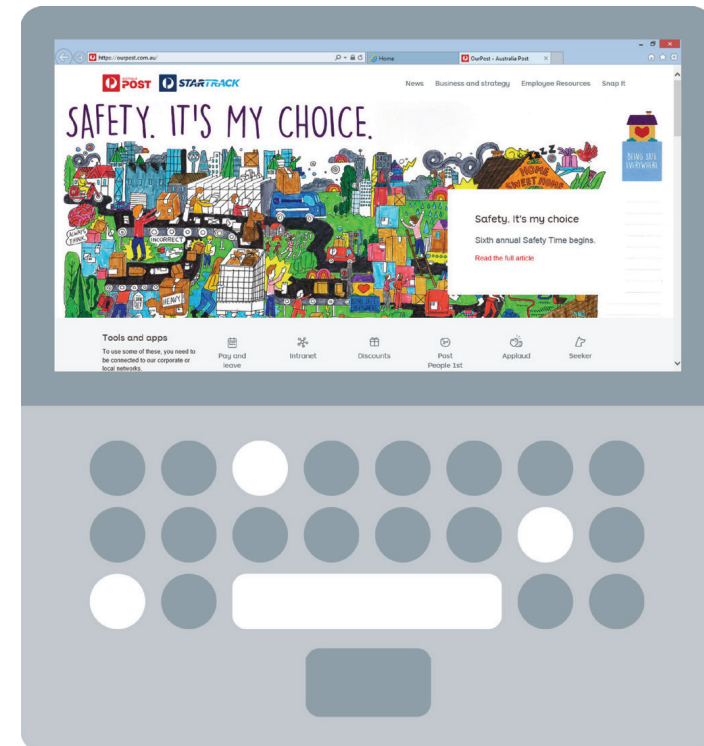 https://ourpost.com.au/
Home
OurPost - Australia Post
AUSTRALIA
POST
STARTRACK
News
Business and strategy
Employee Resources
Snap It
SAFETY. IT'S MY CHOICE.
BEING SAFE
EVERYWHERE
ZZZ
HOME
SWEET HOME
ALWAYS
THINK
INCORRECT
HEAVY
Safety. It's my choice
Sixth annual Safety Time begins.
Read the full article
Tools and apps
To use some of these, you need to
be connected to our corporate or
local networks.
Pay and
leave
Intranet
Discounts
Post
People 1st
Applaud
Seeker